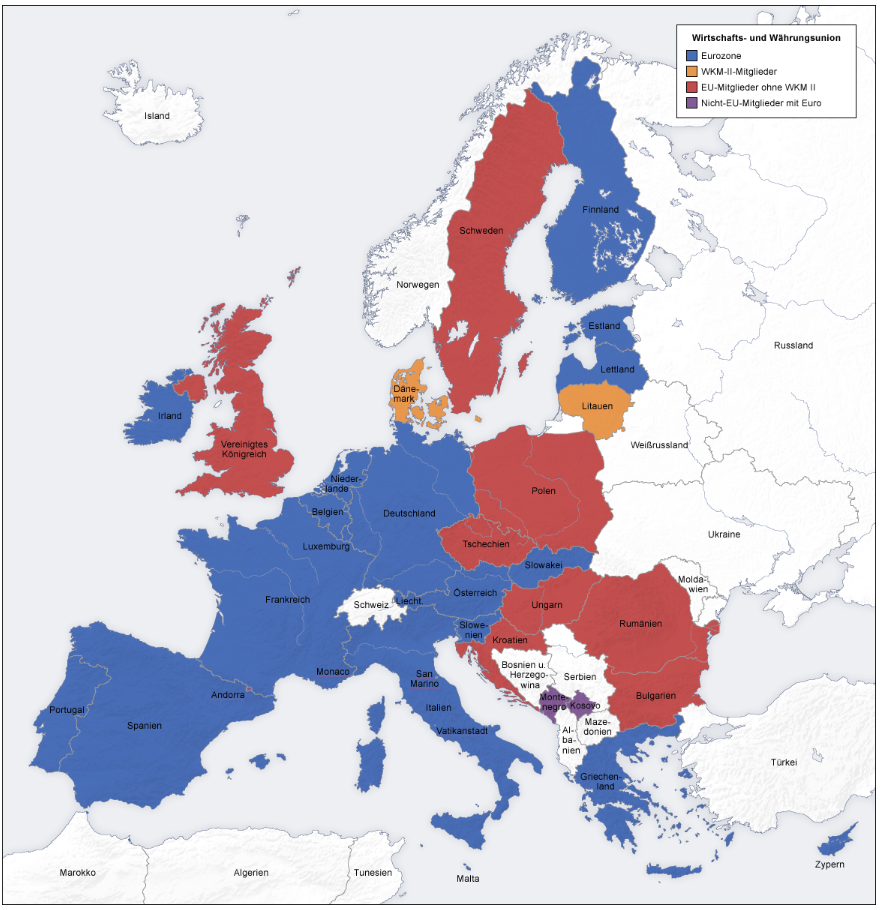 Wirtschafts- und Währungsunion
Eurozone
WKM-II-Mitglieder
EU-Mitglieder ohne WKM II
Nicht-EU-Mitglieder mit Euro
Island
Finnland
Schweden
Norwegen
Estland
Russland
Lettland
Däne-
mark
Litauen
Irland
Vereinigtes
Königreich
Weißrussland
Nieder-
lande
Polen
Belgien
Deutschland
Ukraine
Luxemburg
Tschechien
Slowakei
Molda-
wien
Frankreich
Schweiz
Liecht.
Österreich
Ungarn
Rumänien
Slowe-
nien
Kroatien
Bosnien u.
Herzego-
wina
Serbien
Monaco
San
Marino
Andorra
Monte-
negro
Kosovo
Bulgarien
Portugal
Spanien
Italien
Vatikanstadt
Al-
ba-
nien
Maze-
donien
Türkei
Griechen-
land
Zypern
Marokko
Algerien
Tunesien
Malta